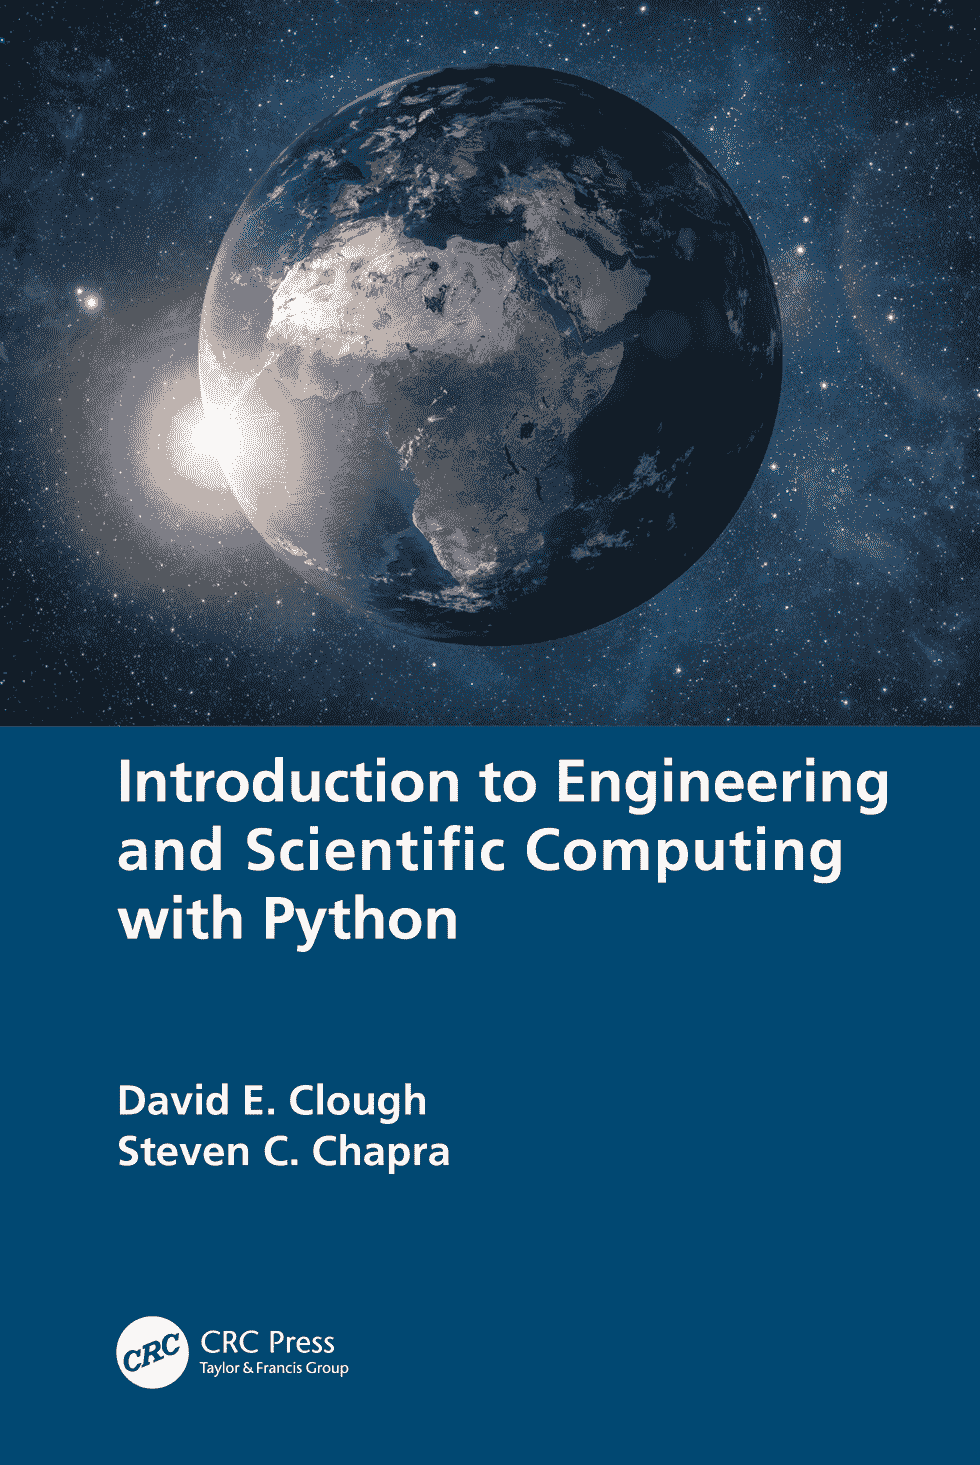 Introduction to Engineering
and Scientific Computing
with Python
David E. Clough
Steven C. Chapra
CRC
CRC Press
Taylor & Francis Group